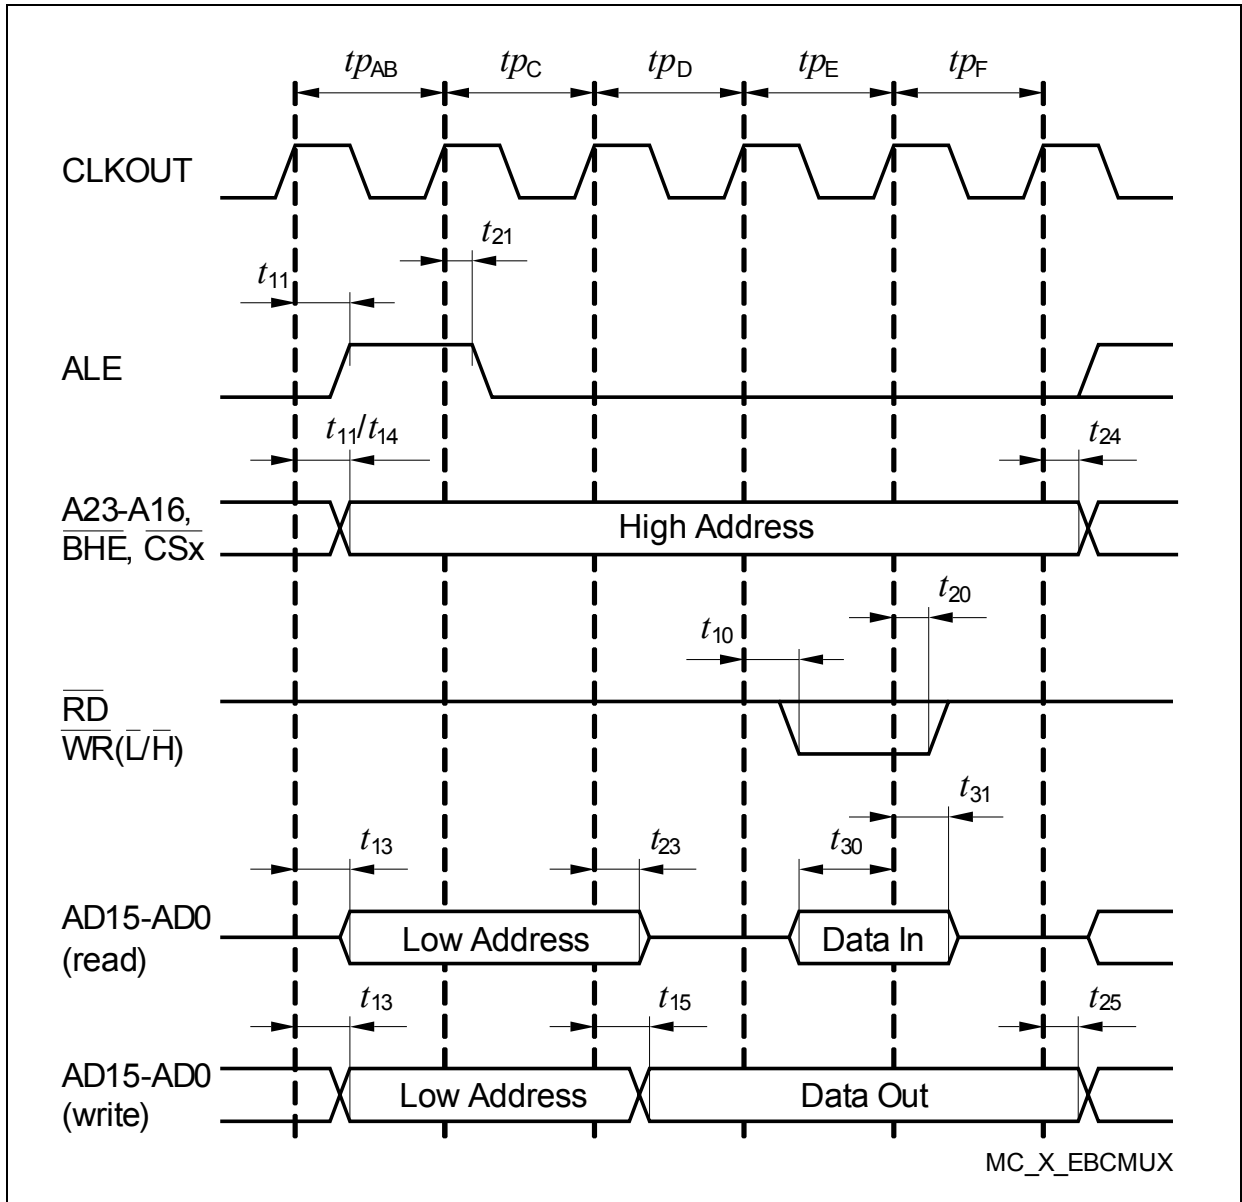 tpAB tpC tpD tpE tpF
CLKOUT
t21
t11
ALE
t11/t14 t24
A23-A16,
BHE, CSx
High Address
t20
t10
RD
WR(L/H)
t31
t13 t23 t30
AD15-AD0
(read)
Low Address Data In
t13 t15 t25
AD15-AD0
(write)
Low Address Data Out
MC_X_EBCMUX